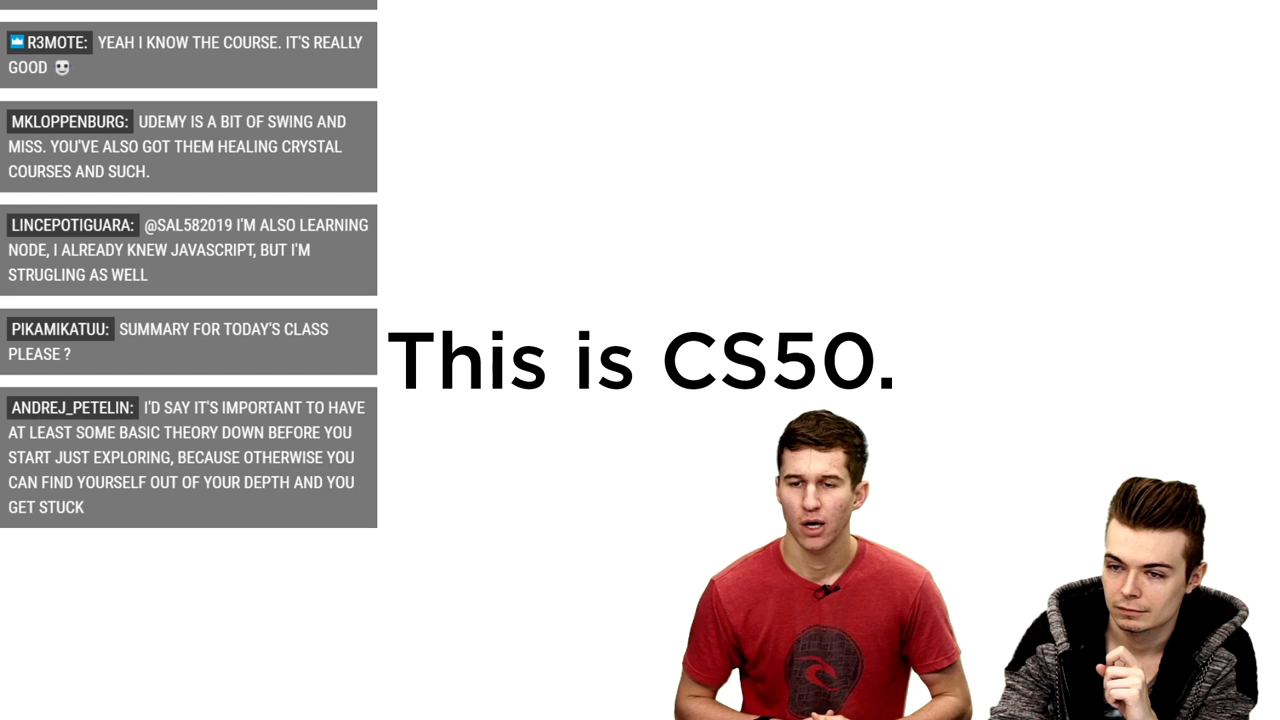 R3MOTE: YEAH I KNOW THE COURSE. IT'S REALLY
GOOD
MKLOPPENBURG: UDEMY IS A BIT OF SWING AND
MISS. YOU'VE ALSO GOT THEM HEALING CRYSTAL
COURSES AND SUCH.
LINCEPOTIGUARA: @SAL582019 I'M ALSO LEARNING
NODE, I ALREADY KNEW JAVASCRIPT, BUT I'M
STRUGLING AS WELL
PIKAMIKATUU: SUMMARY FOR TODAY'S CLASS
PLEASE ?
ANDREJ_PETELIN: I'D SAY IT'S IMPORTANT TO HAVE
AT LEAST SOME BASIC THEORY DOWN BEFORE YOU
START JUST EXPLORING, BECAUSE OTHERWISE YOU
CAN FIND YOURSELF OUT OF YOUR DEPTH AND YOU
GET STUCK
This is CS50.